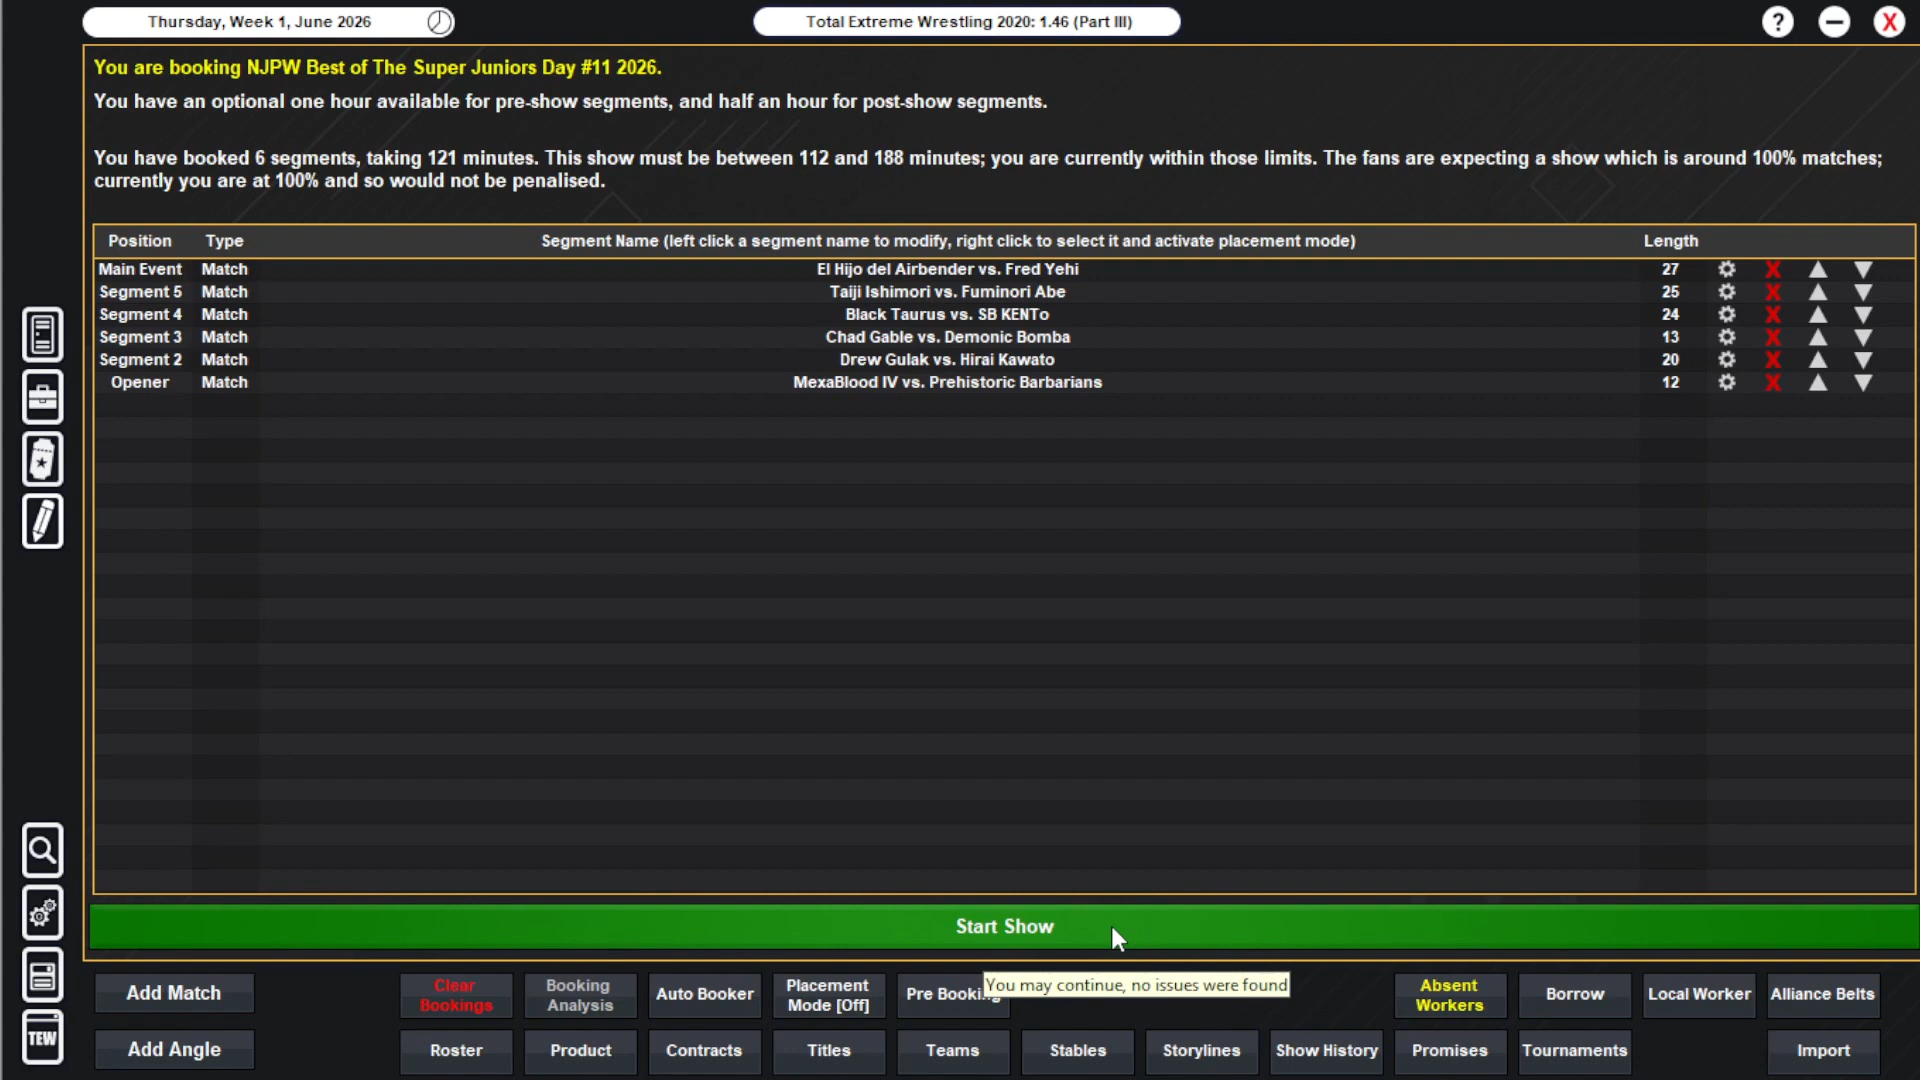 Thursday, Week 1, June 2026
Total Extreme Wrestling 2020: 1.46 (Part III)
?
X
You are booking NJPW Best of The Super Juniors Day #11 2026.
You have an optional one hour available for pre-show segments, and half an hour for post-show segments.
You have booked 6 segments, taking 121 minutes. This show must be between 112 and 188 minutes; you are currently within those limits. The fans are expecting a show which is around 100% matches;
currently you are at 100% and so would not be penalised.
Position Type Segment Name (left click a segment name to modify, right click to select it and activate placement mode) Length
Main Event Match El Hijo del Airbender vs. Fred Yehi 27 X
Segment 5 Match Taiji Ishimori vs. Fuminori Abe 25 X
Segment 4 Match Black Taurus vs. SB KENTo 24 X
Segment 3 Match Chad Gable vs. Demonic Bomba 13 X
Segment 2 Match Drew Gulak vs. Hirai Kawato 20 X
Opener Match MexaBlood IV vs. Prehistoric Barbarians 12 X
Start Show
You may continue, no issues were found
Add Match
Clear Bookings
Booking Analysis
Auto Booker
Placement Mode [Off]
Pre Booking
Absent Workers
Borrow
Local Worker
Alliance Belts
TEW
Add Angle
Roster
Product
Contracts
Titles
Teams
Stables
Storylines
Show History
Promises
Tournaments
Import